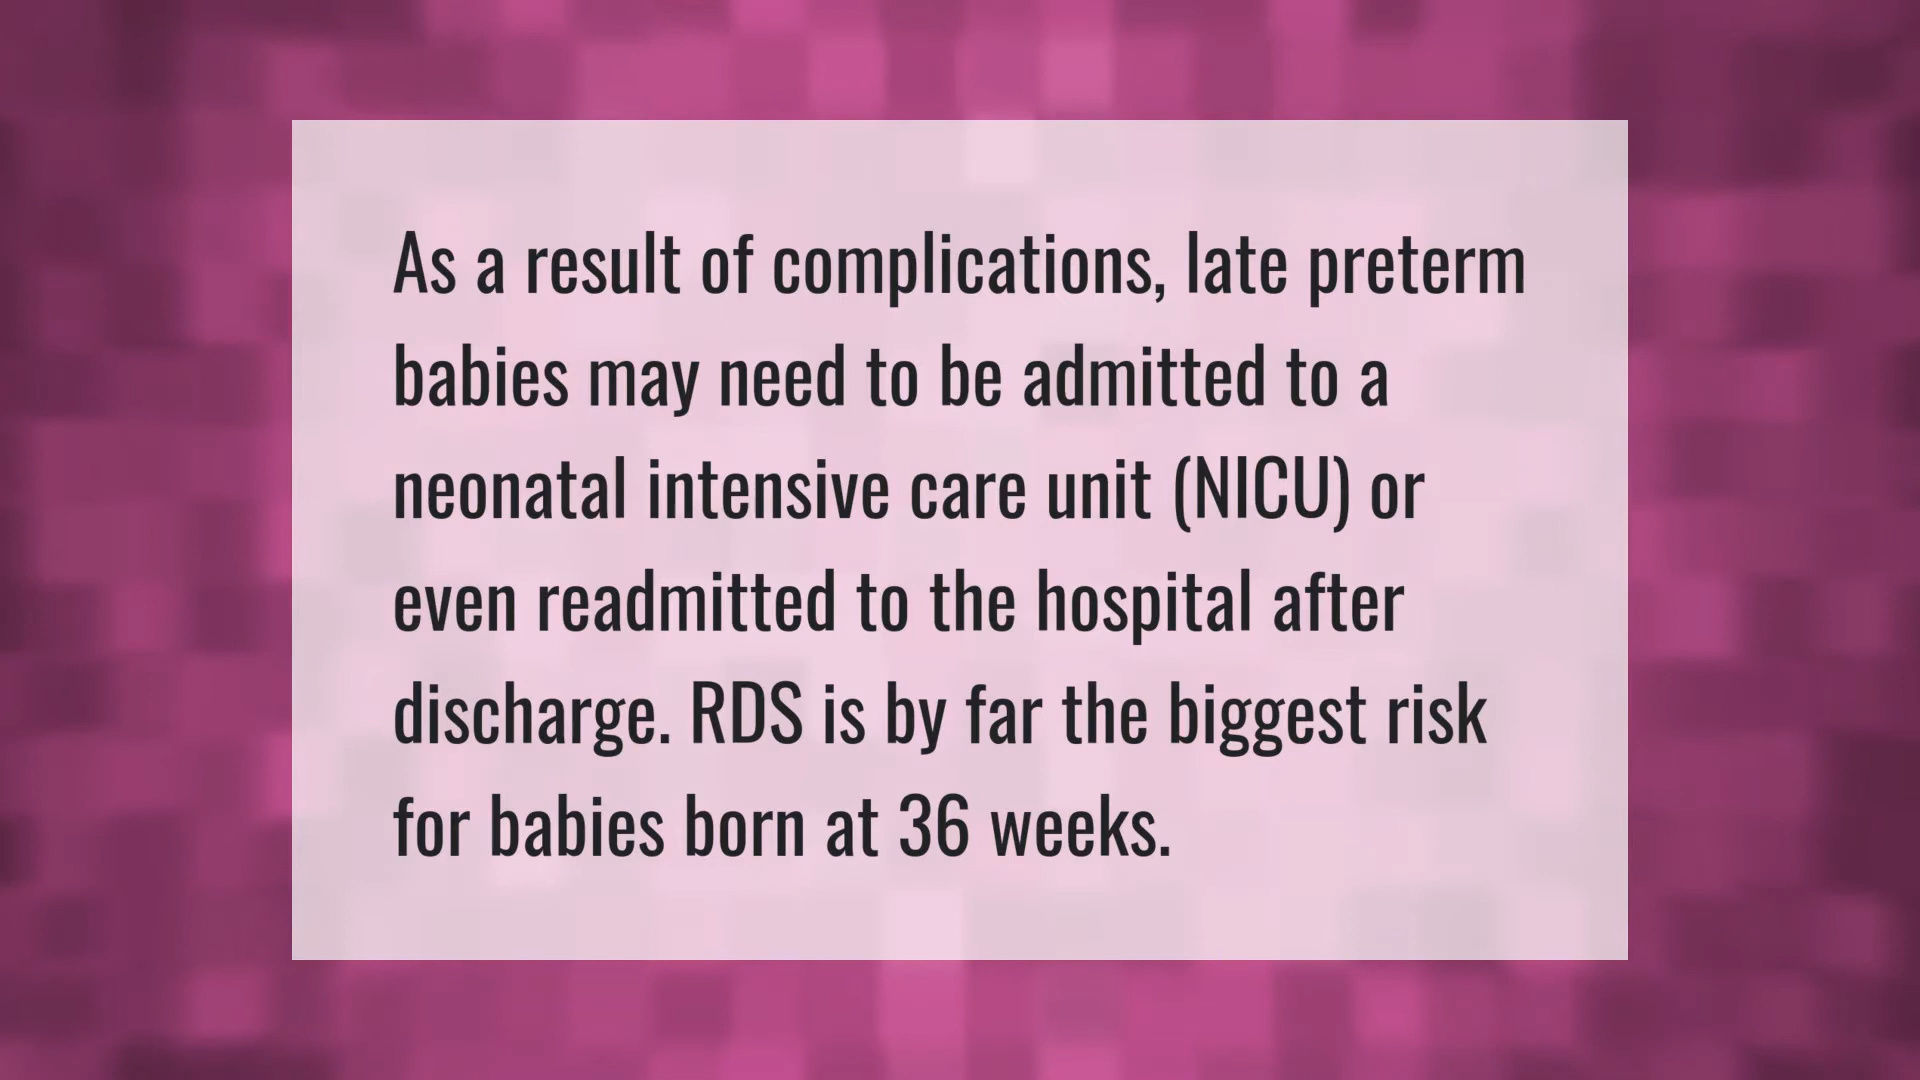 As a result of complications, late preterm
babies may need to be admitted to a
neonatal intensive care unit (NICU) or
even readmitted to the hospital after
discharge. RDS is by far the biggest risk
for babies born at 36 weeks.